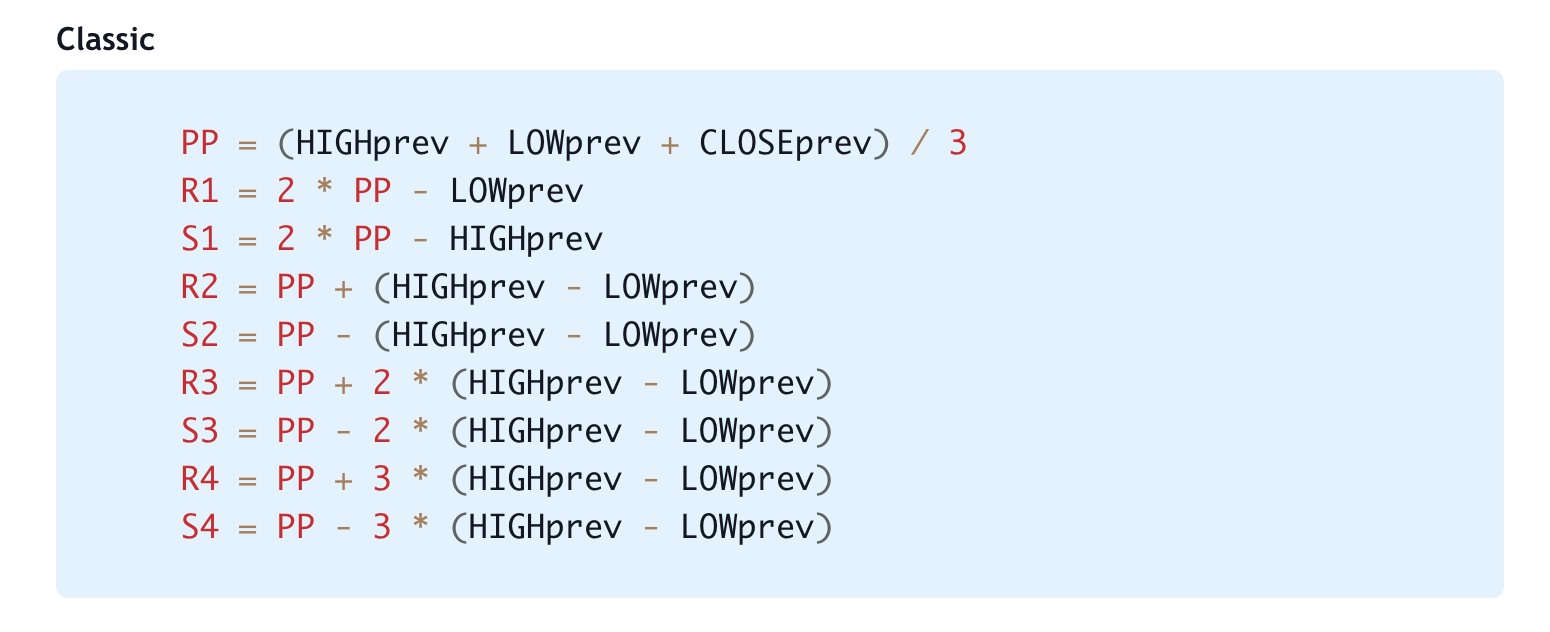 Classic
PP = (HIGHprev + LOWprev + CLOSEprev) / 3
R1 = 2 * PP - LOWprev
S1 = 2 * PP - HIGHprev
R2 = PP + (HIGHprev - LOWprev)
S2 = PP - (HIGHprev - LOWprev)
R3 = PP + 2 * (HIGHprev - LOWprev)
S3 = PP - 2 * (HIGHprev - LOWprev)
R4 = PP + 3 * (HIGHprev - LOWprev)
S4 = PP - 3 * (HIGHprev - LOWprev)